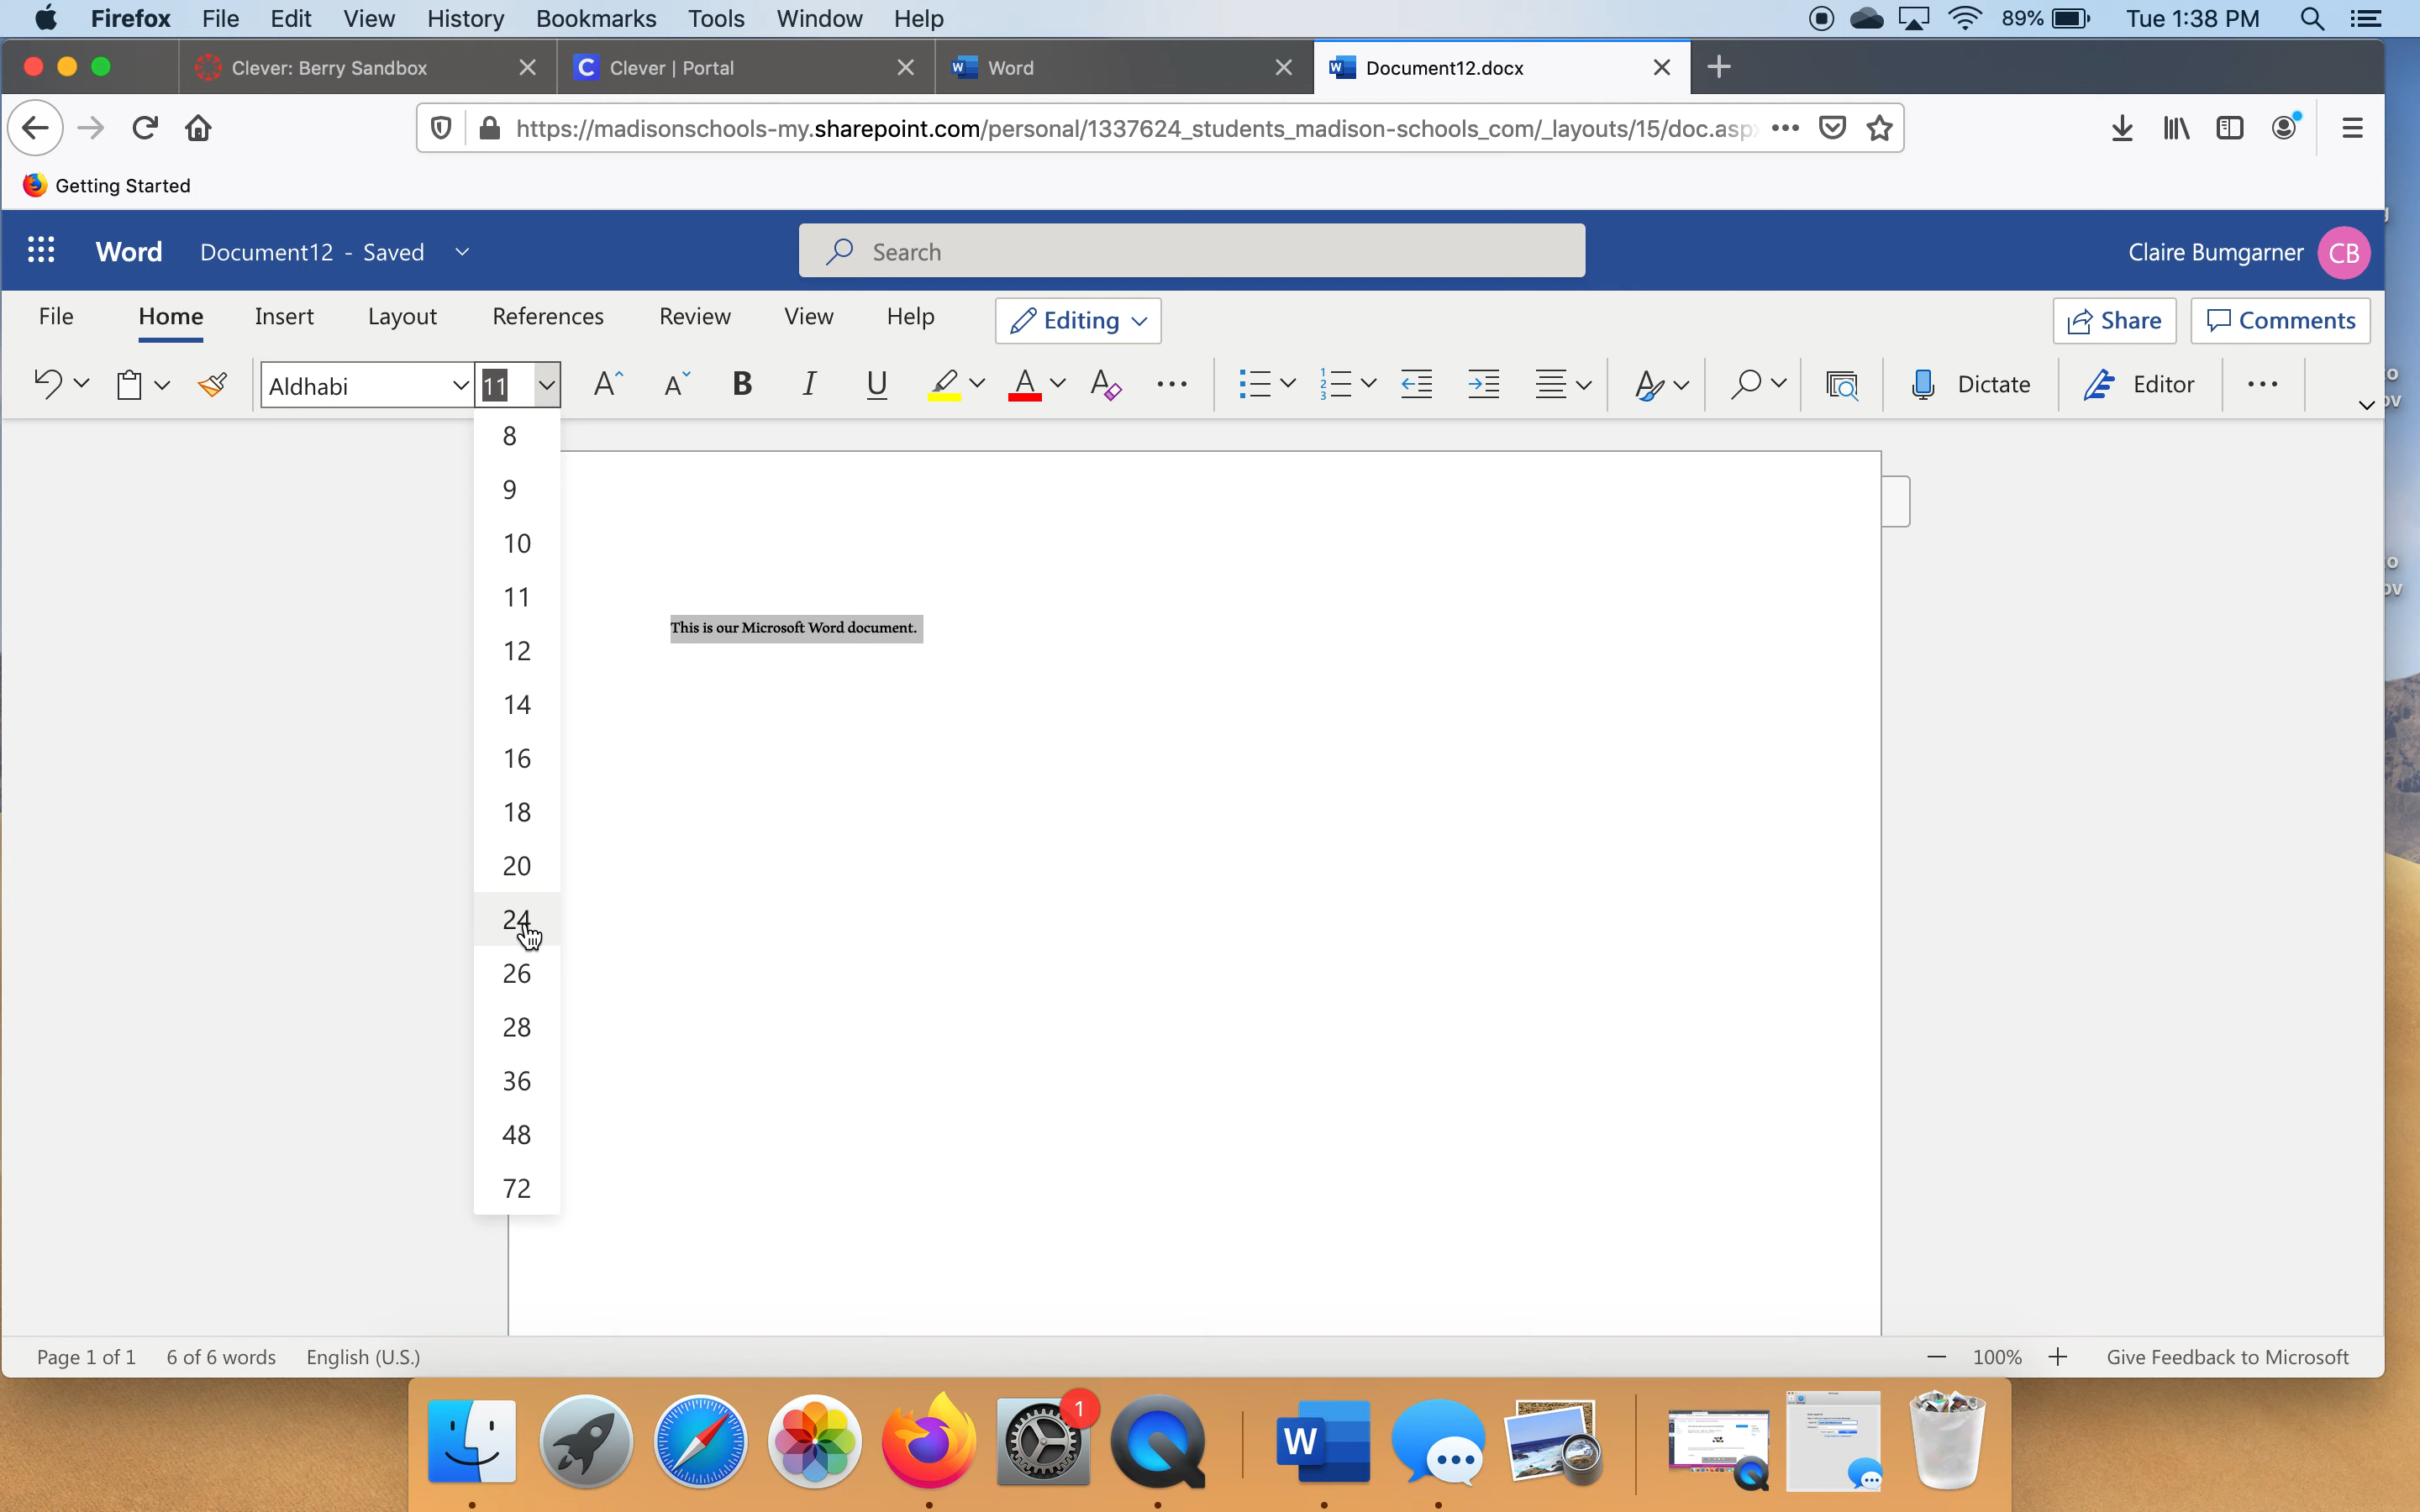 Firefox File Edit View History Bookmarks Tools Window Help 89% Tue 1:38 PM
Clever: Berry Sandbox
C Clever | Portal
W Word
W Document12.docx
https://madisonschools-my.sharepoint.com/personal/1337624_students_madison-schools_com/_layouts/15/doc.asp
Getting Started
Word Document12 - Saved Search Claire Bumgarner CB
File Home Insert Layout References Review View Help Editing Share Comments
Aldhabi 11 A A B I U A A 1 2 3 A Dictate Editor
8
9
10
11
12
14
16
18
20
24
26
28
36
48
72
This is our Microsoft Word document.
Page 1 of 1 6 of 6 words English (U.S.) 100% Give Feedback to Microsoft
1
W